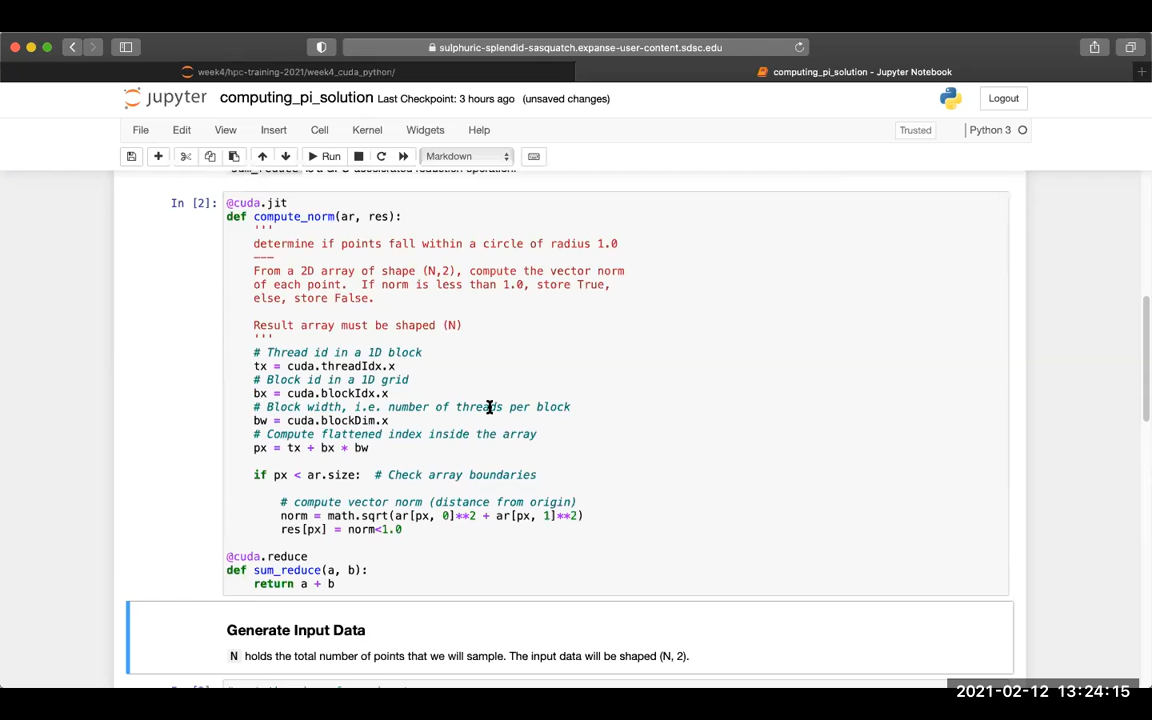 sulphuric-splendid-sasquatch.expanse-user-content.sdsc.edu
week4/hpc-training-2021/week4_cuda_python/
computing_pi_solution - Jupyter Notebook
jupyter computing_pi_solution Last Checkpoint: 3 hours ago (unsaved changes)
Logout
File Edit View Insert Cell Kernel Widgets Help
Trusted
Python 3
Run
Markdown
sum_reduce is a GPU-accelerated reduction operation.
In [2]:
@cuda.jit
def compute_norm(ar, res):
'''
determine if points fall within a circle of radius 1.0
---
From a 2D array of shape (N,2), compute the vector norm
of each point.  If norm is less than 1.0, store True,
else, store False.
Result array must be shaped (N)
'''
# Thread id in a 1D block
tx = cuda.threadIdx.x
# Block id in a 1D grid
bx = cuda.blockIdx.x
# Block width, i.e. number of threads per block
bw = cuda.blockDim.x
# Compute flattened index inside the array
px = tx + bx * bw
if px < ar.size:  # Check array boundaries
# compute vector norm (distance from origin)
norm = math.sqrt(ar[px, 0]**2 + ar[px, 1]**2)
res[px] = norm<1.0
@cuda.reduce
def sum_reduce(a, b):
return a + b
Generate Input Data
N holds the total number of points that we will sample. The input data will be shaped (N, 2).
2021-02-12 13:24:15